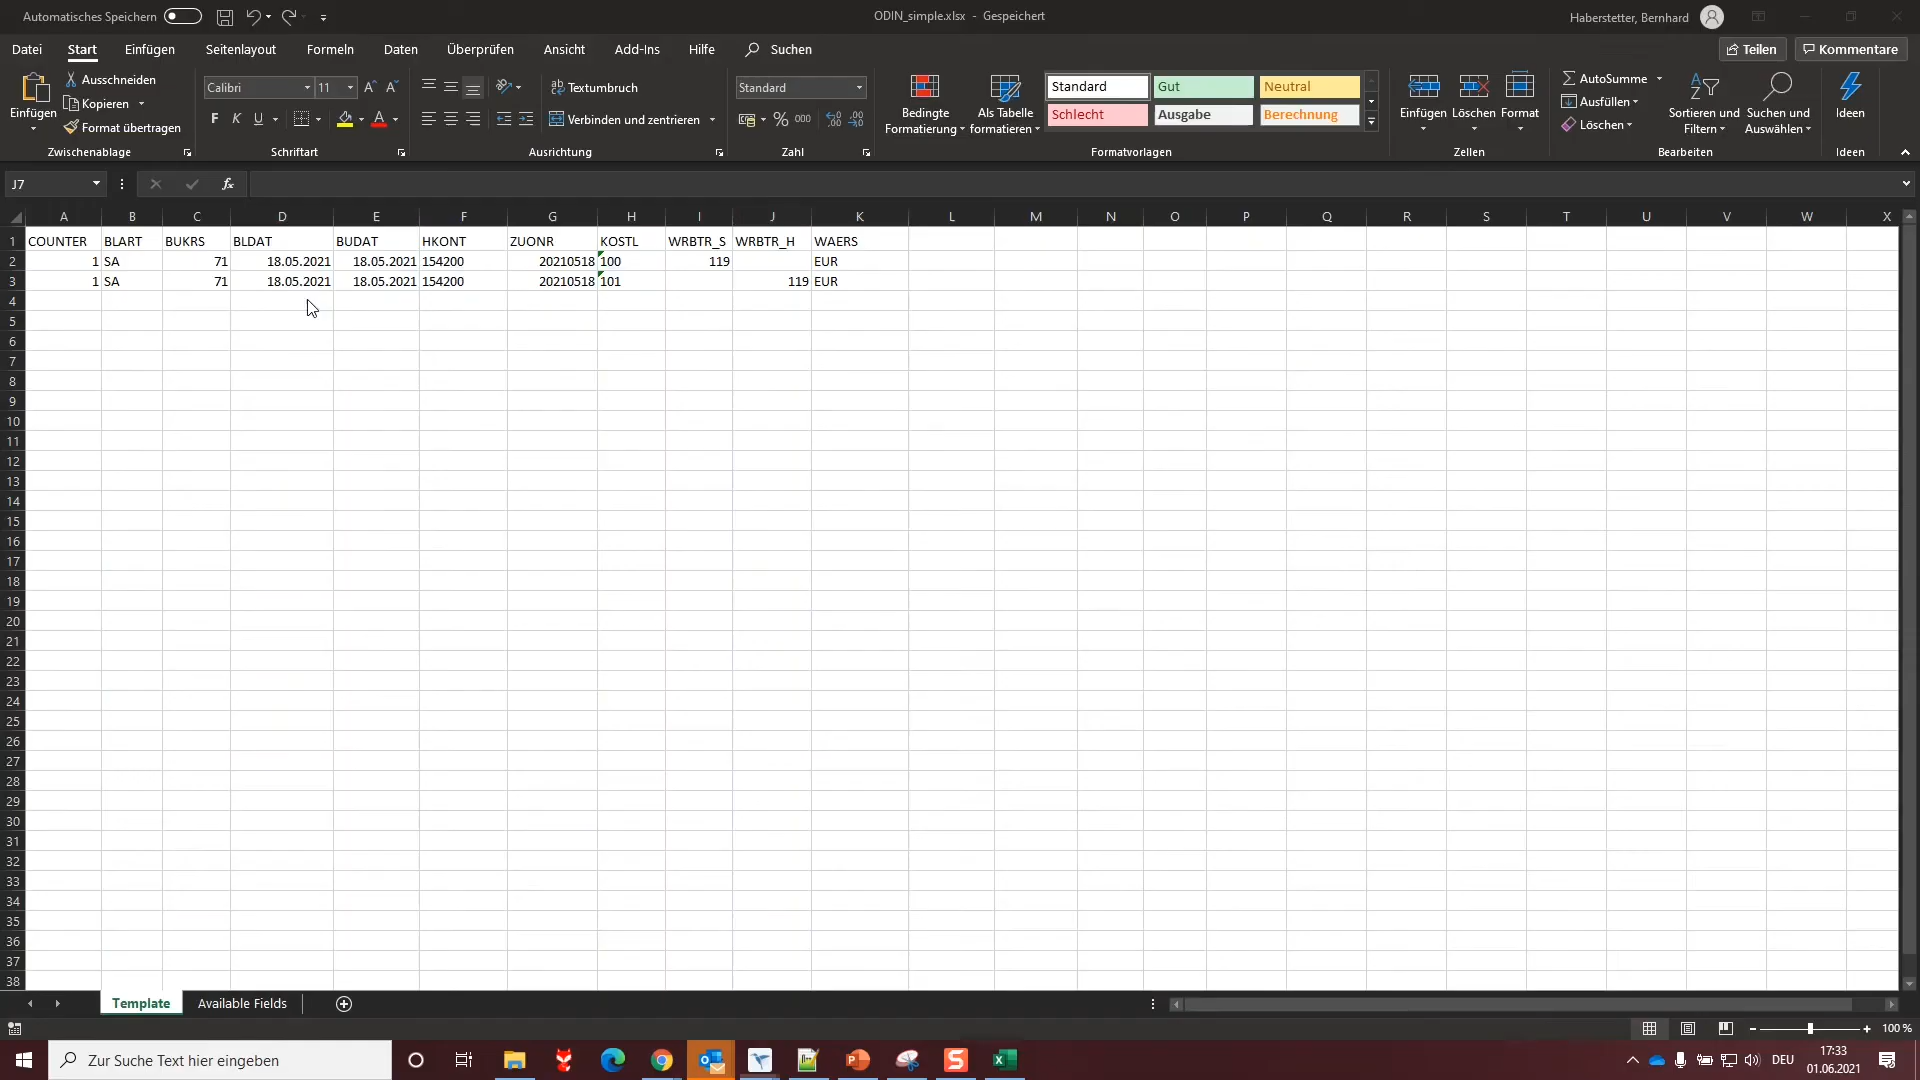 Automatisches Speichern
ODIN_simple.xlsx - Gespeichert
Haberstetter, Bernhard
Datei Start Einfügen Seitenlayout Formeln Daten Überprüfen Ansicht Add-Ins Hilfe Suchen Teilen Kommentare
Einfügen
Ausschneiden
Kopieren
Format übertragen
Zwischenablage
Calibri 11
F K U
Schriftart
Textumbruch
Verbinden und zentrieren
Ausrichtung
Standard
% 000
Zahl
Bedingte Formatierung
Als Tabelle formatieren
Standard Gut Neutral
Schlecht Ausgabe Berechnung
Formatvorlagen
Einfügen Löschen Format
Zellen
AutoSumme
Ausfüllen
Löschen
Sortieren und Filtern
Suchen und Auswählen
Bearbeiten
Ideen
Ideen
J7 fx
A B C D E F G H I J K L M N O P Q R S T U V W X
1 COUNTER BLART BUKRS BLDAT BUDAT HKONT ZUONR KOSTL WRBTR_S WRBTR_H WAERS
2 1 SA 71 18.05.2021 18.05.2021 154200 20210518 100 119 EUR
3 1 SA 71 18.05.2021 18.05.2021 154200 20210518 101 119 EUR
4
5
6
7
8
9
10
11
12
13
14
15
16
17
18
19
20
21
22
23
24
25
26
27
28
29
30
31
32
33
34
35
36
37
38
Template Available Fields
100 %
Zur Suche Text hier eingeben
DEU
17:33
01.06.2021